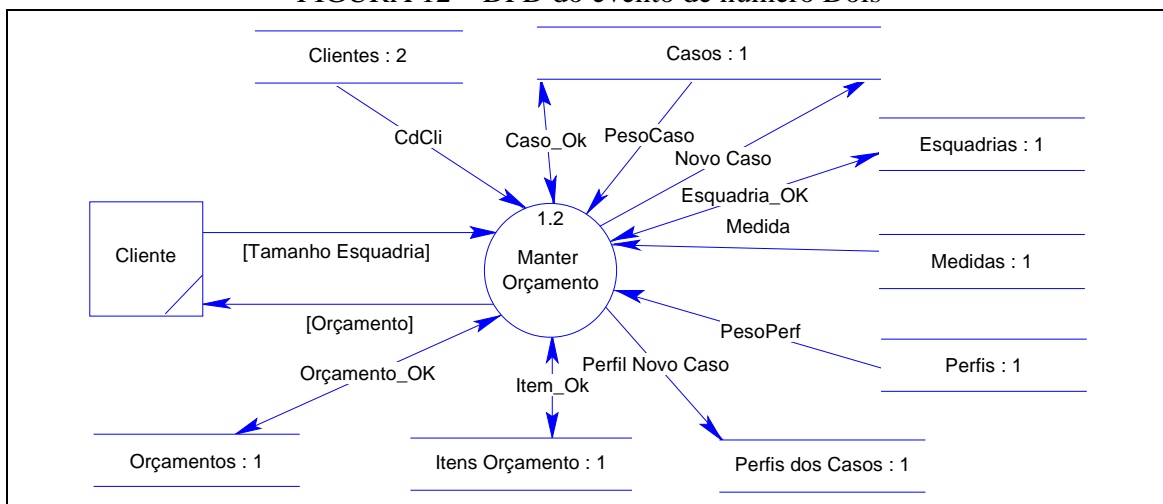 FIGURA 12 – DFD do evento de número Dois
Clientes : 2
Casos : 1
CdCli
Caso_Ok
PesoCaso
Novo Caso
Esquadrias : 1
Esquadria_OK
Medida
1.2
Manter
Orçamento
Cliente
[Tamanho Esquadria]
Medidas : 1
[Orçamento]
PesoPerf
Orçamento_OK
Item_Ok
Perfil Novo Caso
Perfis : 1
Orçamentos : 1
Itens Orçamento : 1
Perfis dos Casos : 1